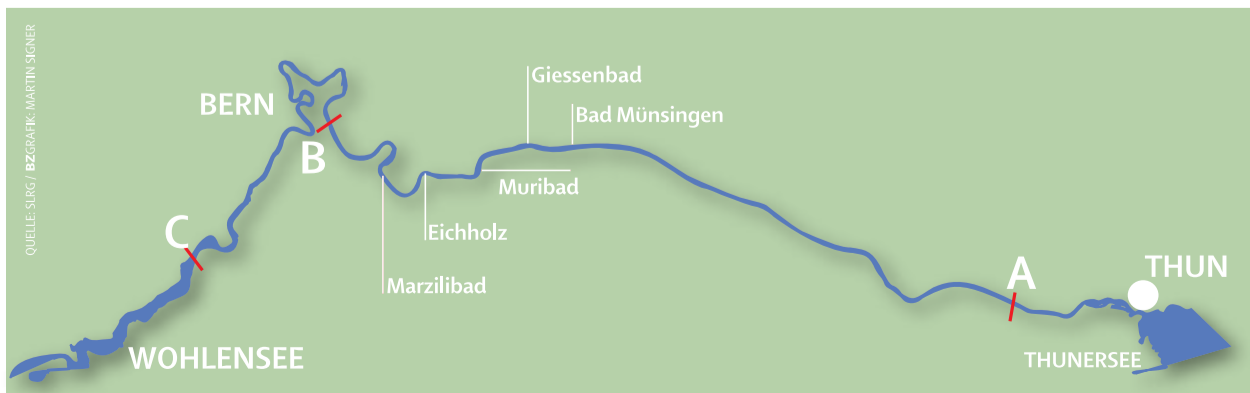 QUELLE: SLRG / BZGRAFIK: MARTIN SIGNER
Giessenbad
BERN
Bad Münsingen
B
Muribad
C
Eichholz
A
THUN
Marzilibad
WOHLENSEE
THUNERSEE